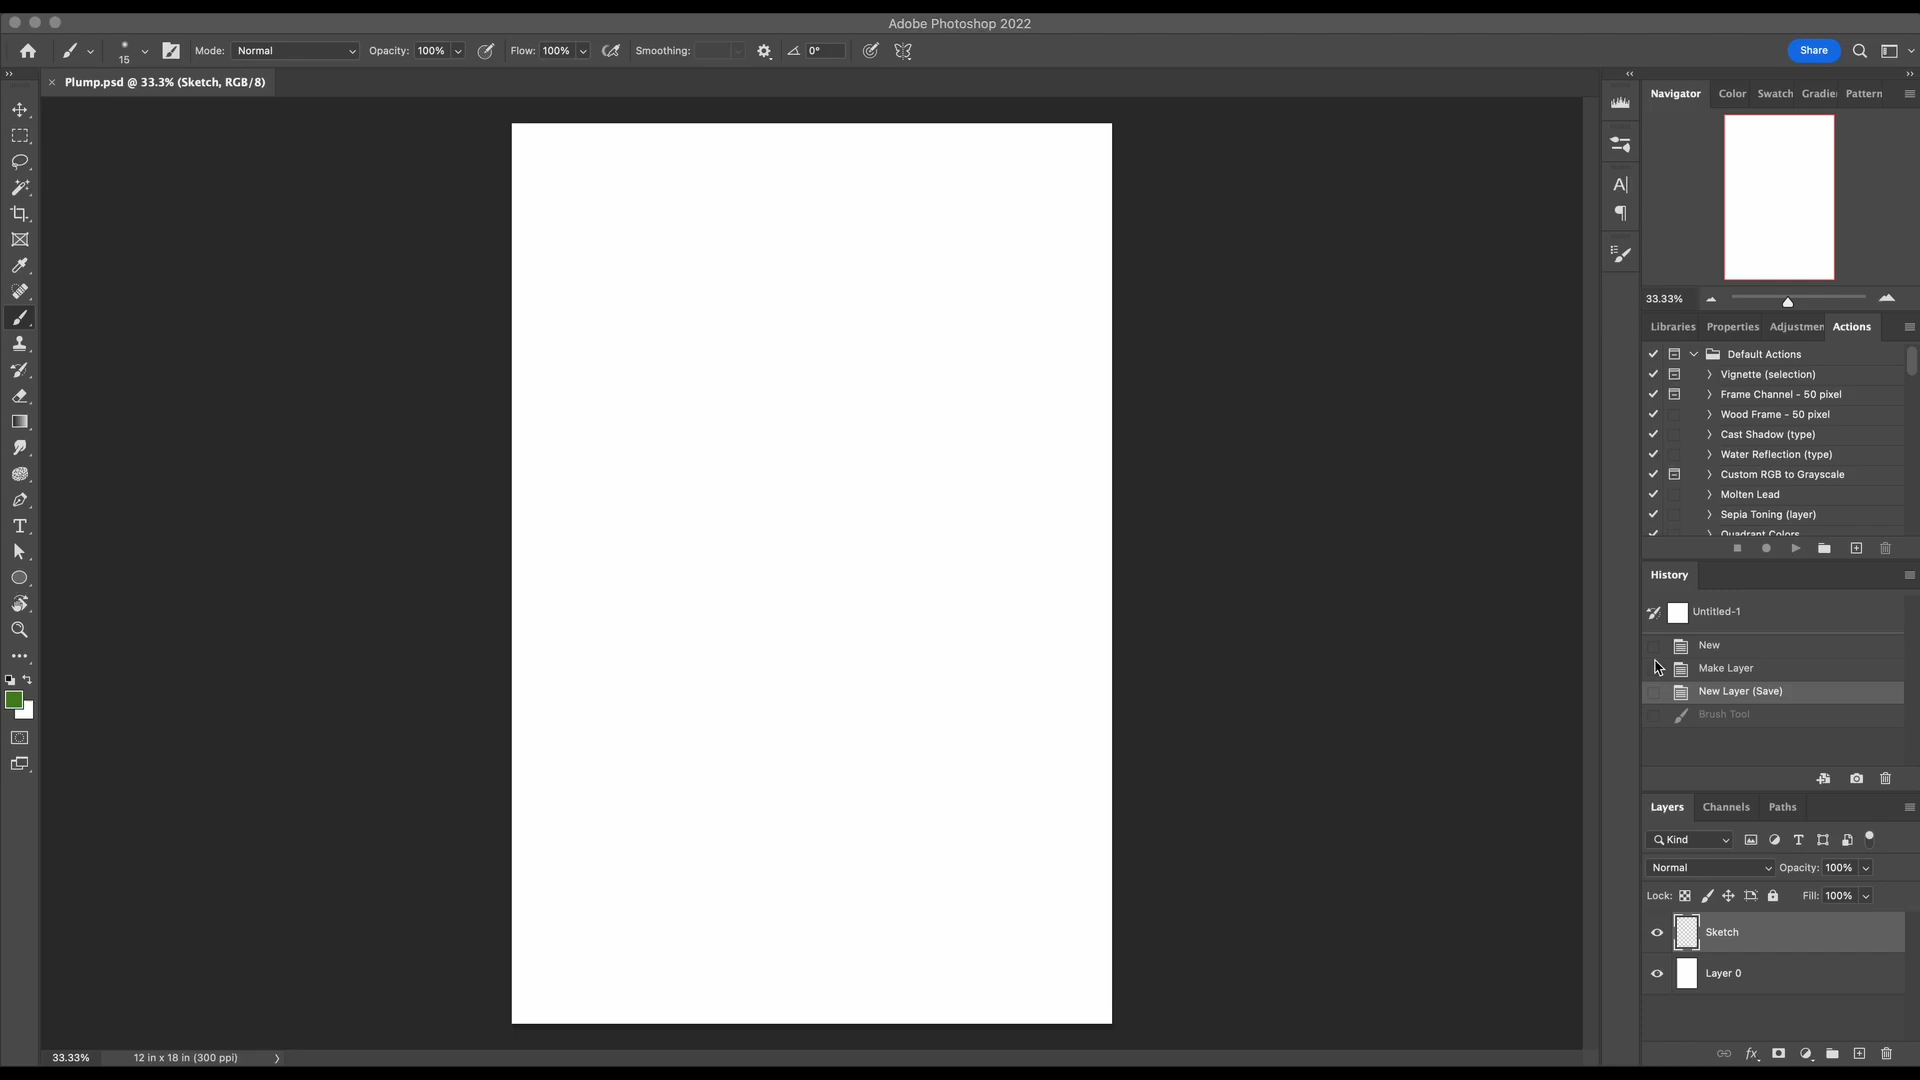 Adobe Photoshop 2022
15
Mode: Normal
Opacity: 100%
Flow: 100%
Smoothing:
0°
Share
Plump.psd @ 33.3% (Sketch, RGB/8)
Navigator
Color
Swatch
Gradie
Pattern
33.33%
Libraries
Properties
Adjustmen
Actions
Default Actions
Vignette (selection)
Frame Channel - 50 pixel
Wood Frame - 50 pixel
Cast Shadow (type)
Water Reflection (type)
Custom RGB to Grayscale
Molten Lead
Sepia Toning (layer)
Quadrant Colors
History
Untitled-1
New
Make Layer
New Layer (Save)
Brush Tool
Layers
Channels
Paths
Kind
Normal
Opacity: 100%
Lock:
Fill: 100%
Sketch
Layer 0
33.33%
12 in x 18 in (300 ppi)